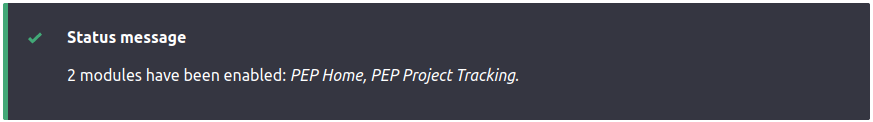 Status message
2 modules have been enabled: PEP Home, PEP Project Tracking.